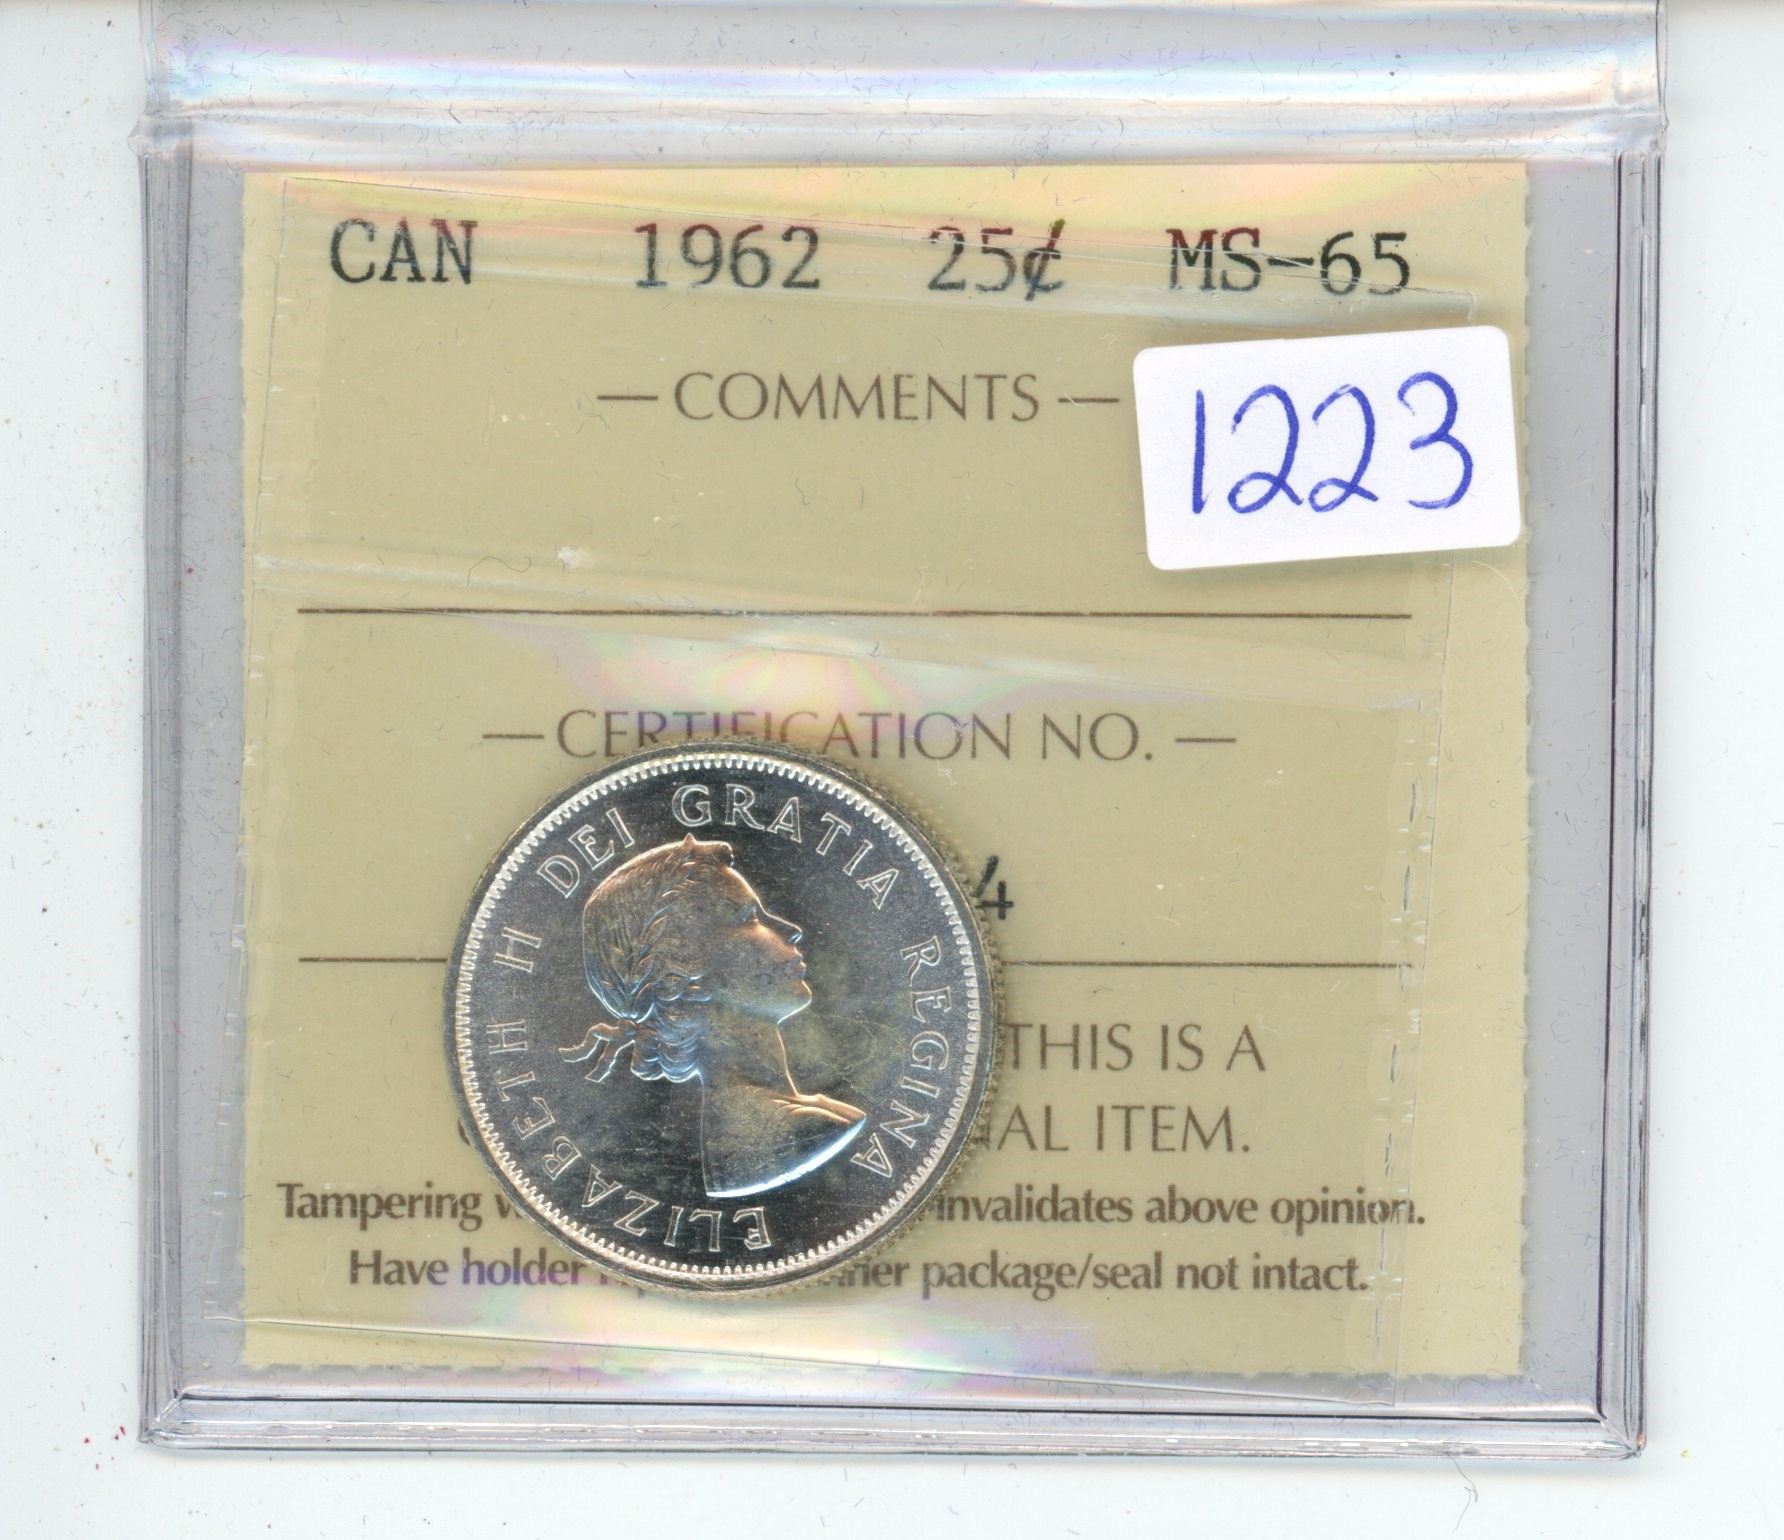 CAN 1962 25¢ MS-65
— COMMENTS —
1223
— CERTIFICATION NO. —
4
THIS IS A
AL ITEM.
Tampering invalidates above opinion.
Have holder package/seal not intact.
ELIZABETH II DEI GRATIA REGINA